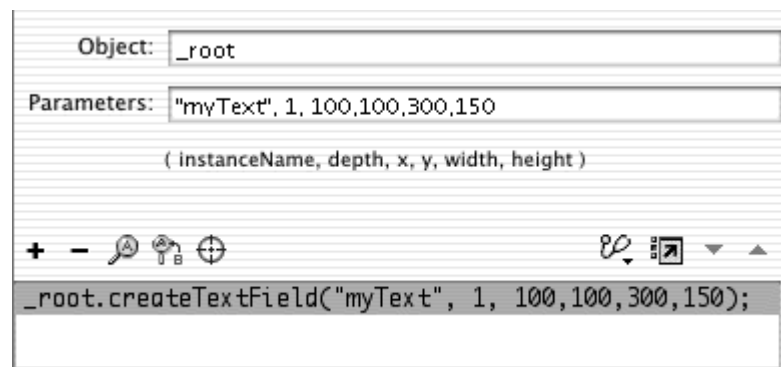 Object: _root
Parameters: "myText", 1, 100,100,300,150
( instanceName, depth, x, y, width, height )
_root.createTextField("myText", 1, 100,100,300,150);